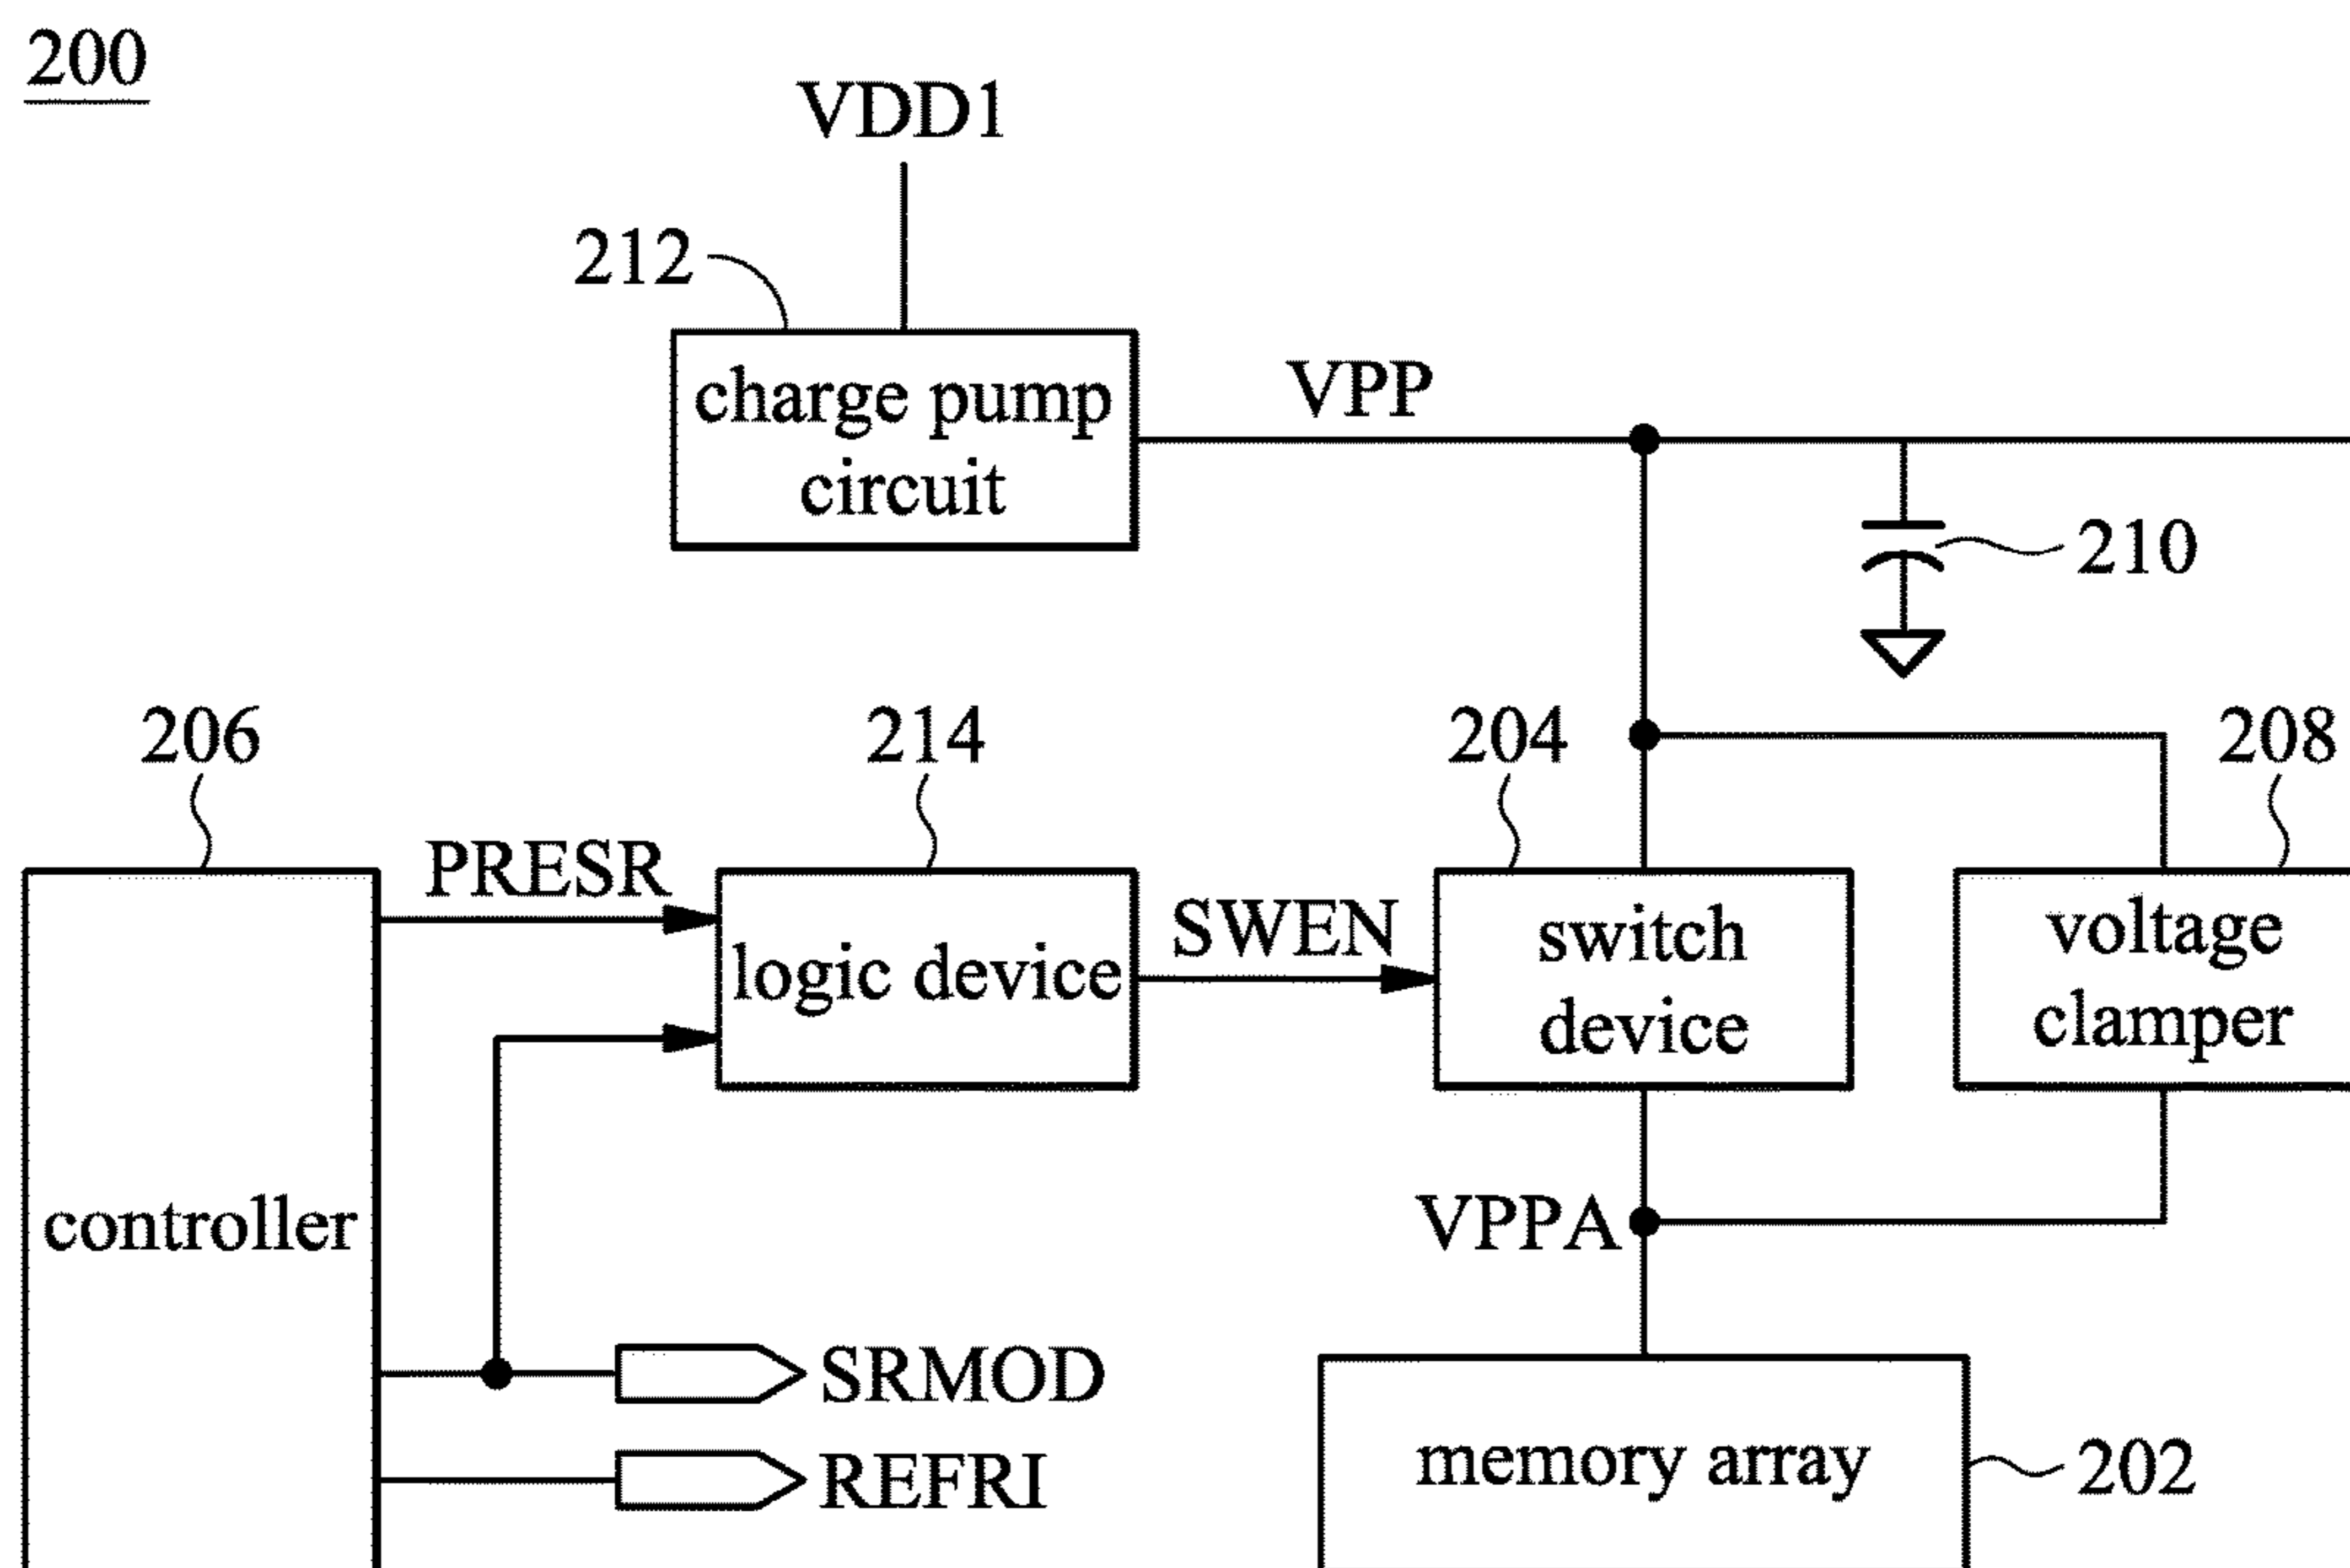 200
VDD1
212
charge pump
circuit
VPP
210
206
214
204
208
PRESR
logic device
SWEN
switch
device
voltage
clamper
controller
VPPA
SRMOD
REFRI
memory array
202